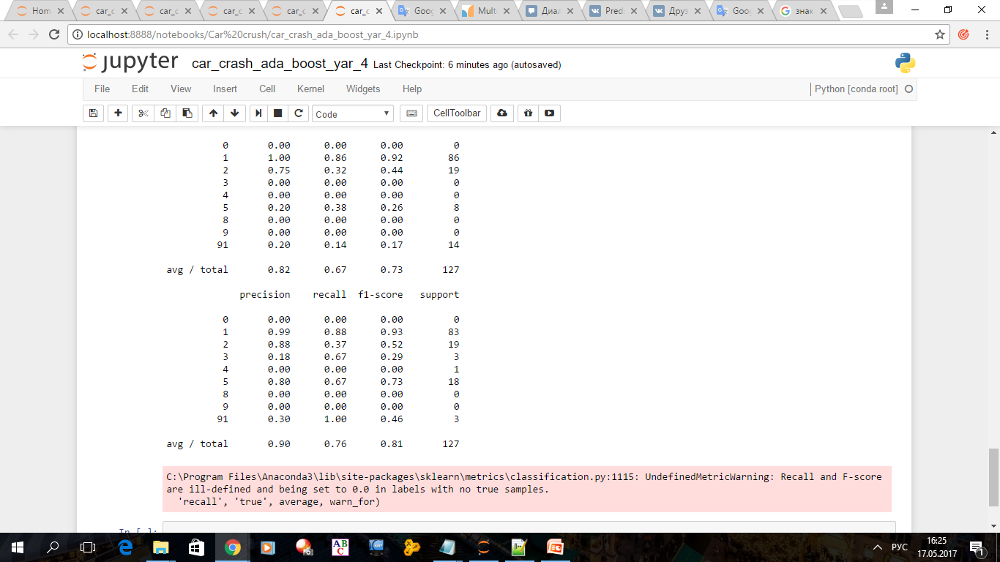 Hom car_c car_c car_c car_c car_c Goog Mult Диал Pred Друз Goog знак
localhost:8888/notebooks/Car%20crush/car_crash_ada_boost_yar_4.ipynb
jupyter car_crash_ada_boost_yar_4 Last Checkpoint: 6 minutes ago (autosaved)
File Edit View Insert Cell Kernel Widgets Help Python [conda root]
Code CellToolbar
0 0.00 0.00 0.00 0
1 1.00 0.86 0.92 86
2 0.75 0.32 0.44 19
3 0.00 0.00 0.00 0
4 0.00 0.00 0.00 0
5 0.20 0.38 0.26 8
8 0.00 0.00 0.00 0
9 0.00 0.00 0.00 0
91 0.20 0.14 0.17 14
avg / total 0.82 0.67 0.73 127
precision recall f1-score support
0 0.00 0.00 0.00 0
1 0.99 0.88 0.93 83
2 0.88 0.37 0.52 19
3 0.18 0.67 0.29 3
4 0.00 0.00 0.00 1
5 0.80 0.67 0.73 18
8 0.00 0.00 0.00 0
9 0.00 0.00 0.00 0
91 0.30 1.00 0.46 3
avg / total 0.90 0.76 0.81 127
C:\Program Files\Anaconda3\lib\site-packages\sklearn\metrics\classification.py:1115: UndefinedMetricWarning: Recall and F-score
are ill-defined and being set to 0.0 in labels with no true samples.
'recall', 'true', average, warn_for)
In [ ]:
A B C
РУС
16:25
17.05.2017
1